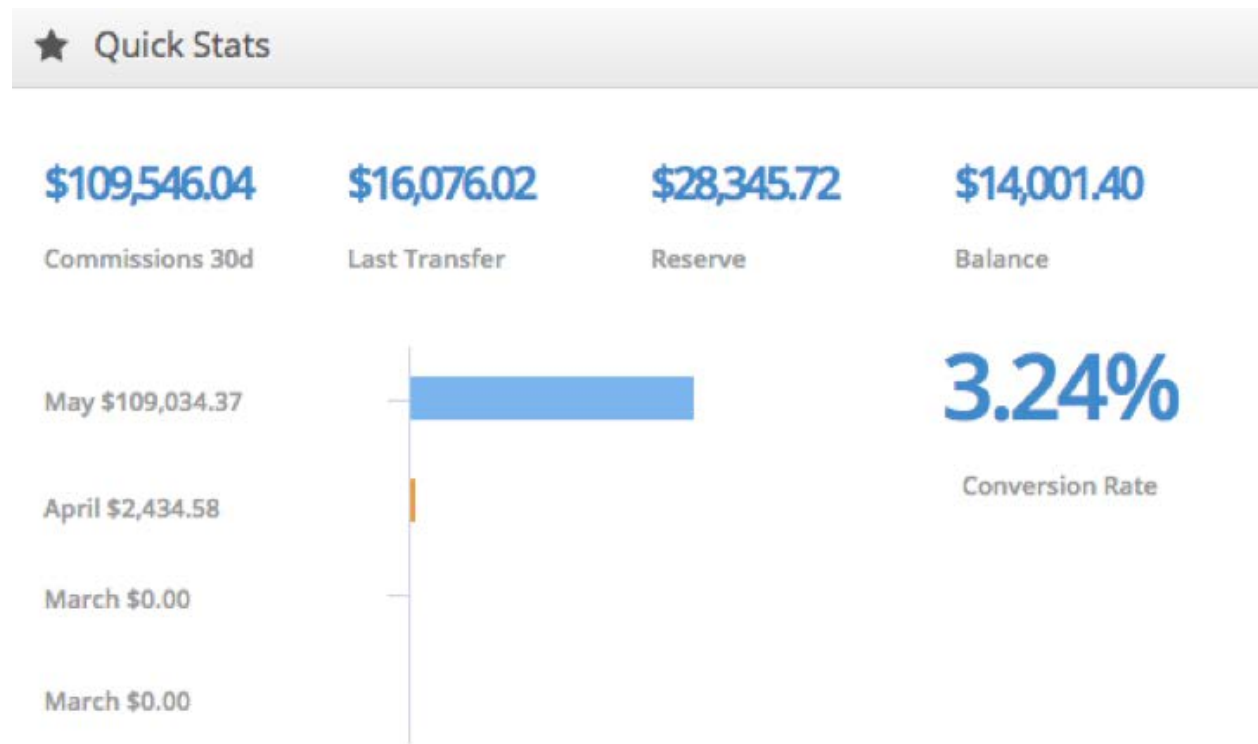 Quick Stats
$109,546.04 $16,076.02 $28,345.72 $14,001.40
Commissions 30d Last Transfer Reserve Balance
May $109,034.37
3.24%
Conversion Rate
April $2,434.58
March $0.00
March $0.00